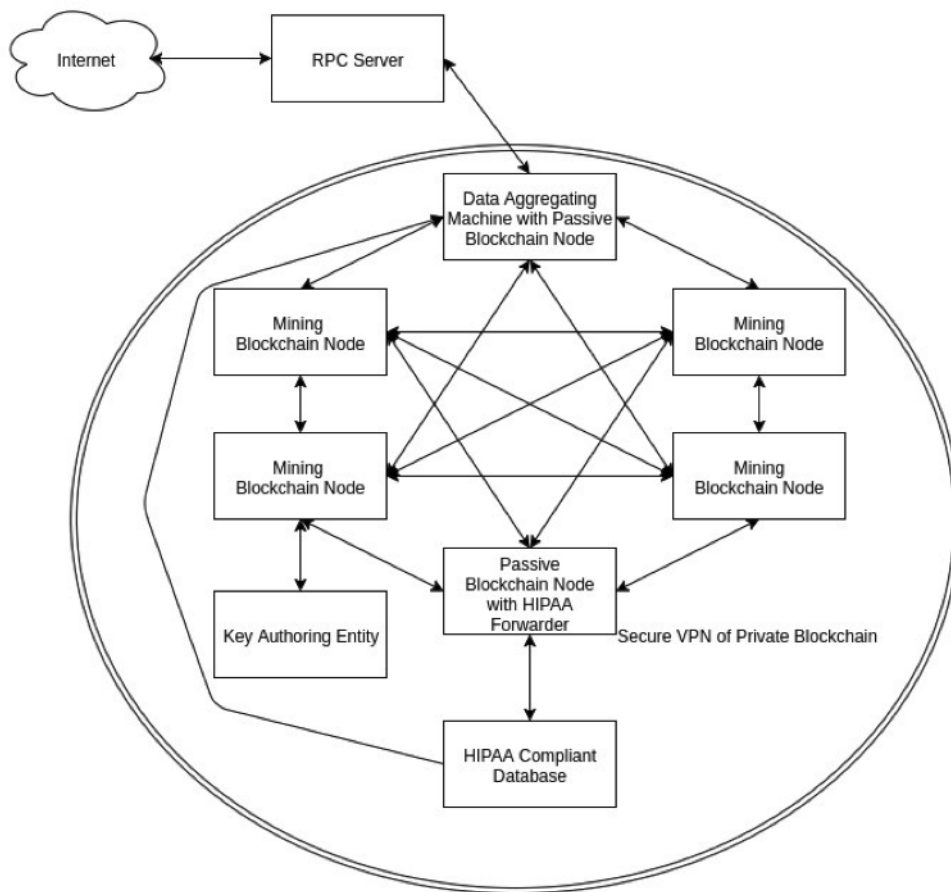 Internet
RPC Server
Data Aggregating
Machine with Passive
Blockchain Node
Mining
Blockchain Node
Mining
Blockchain Node
Mining
Blockchain Node
Mining
Blockchain Node
Passive
Blockchain Node
with HIPAA
Forwarder
Key Authoring Entity
Secure VPN of Private Blockchain
HIPAA Compliant
Database